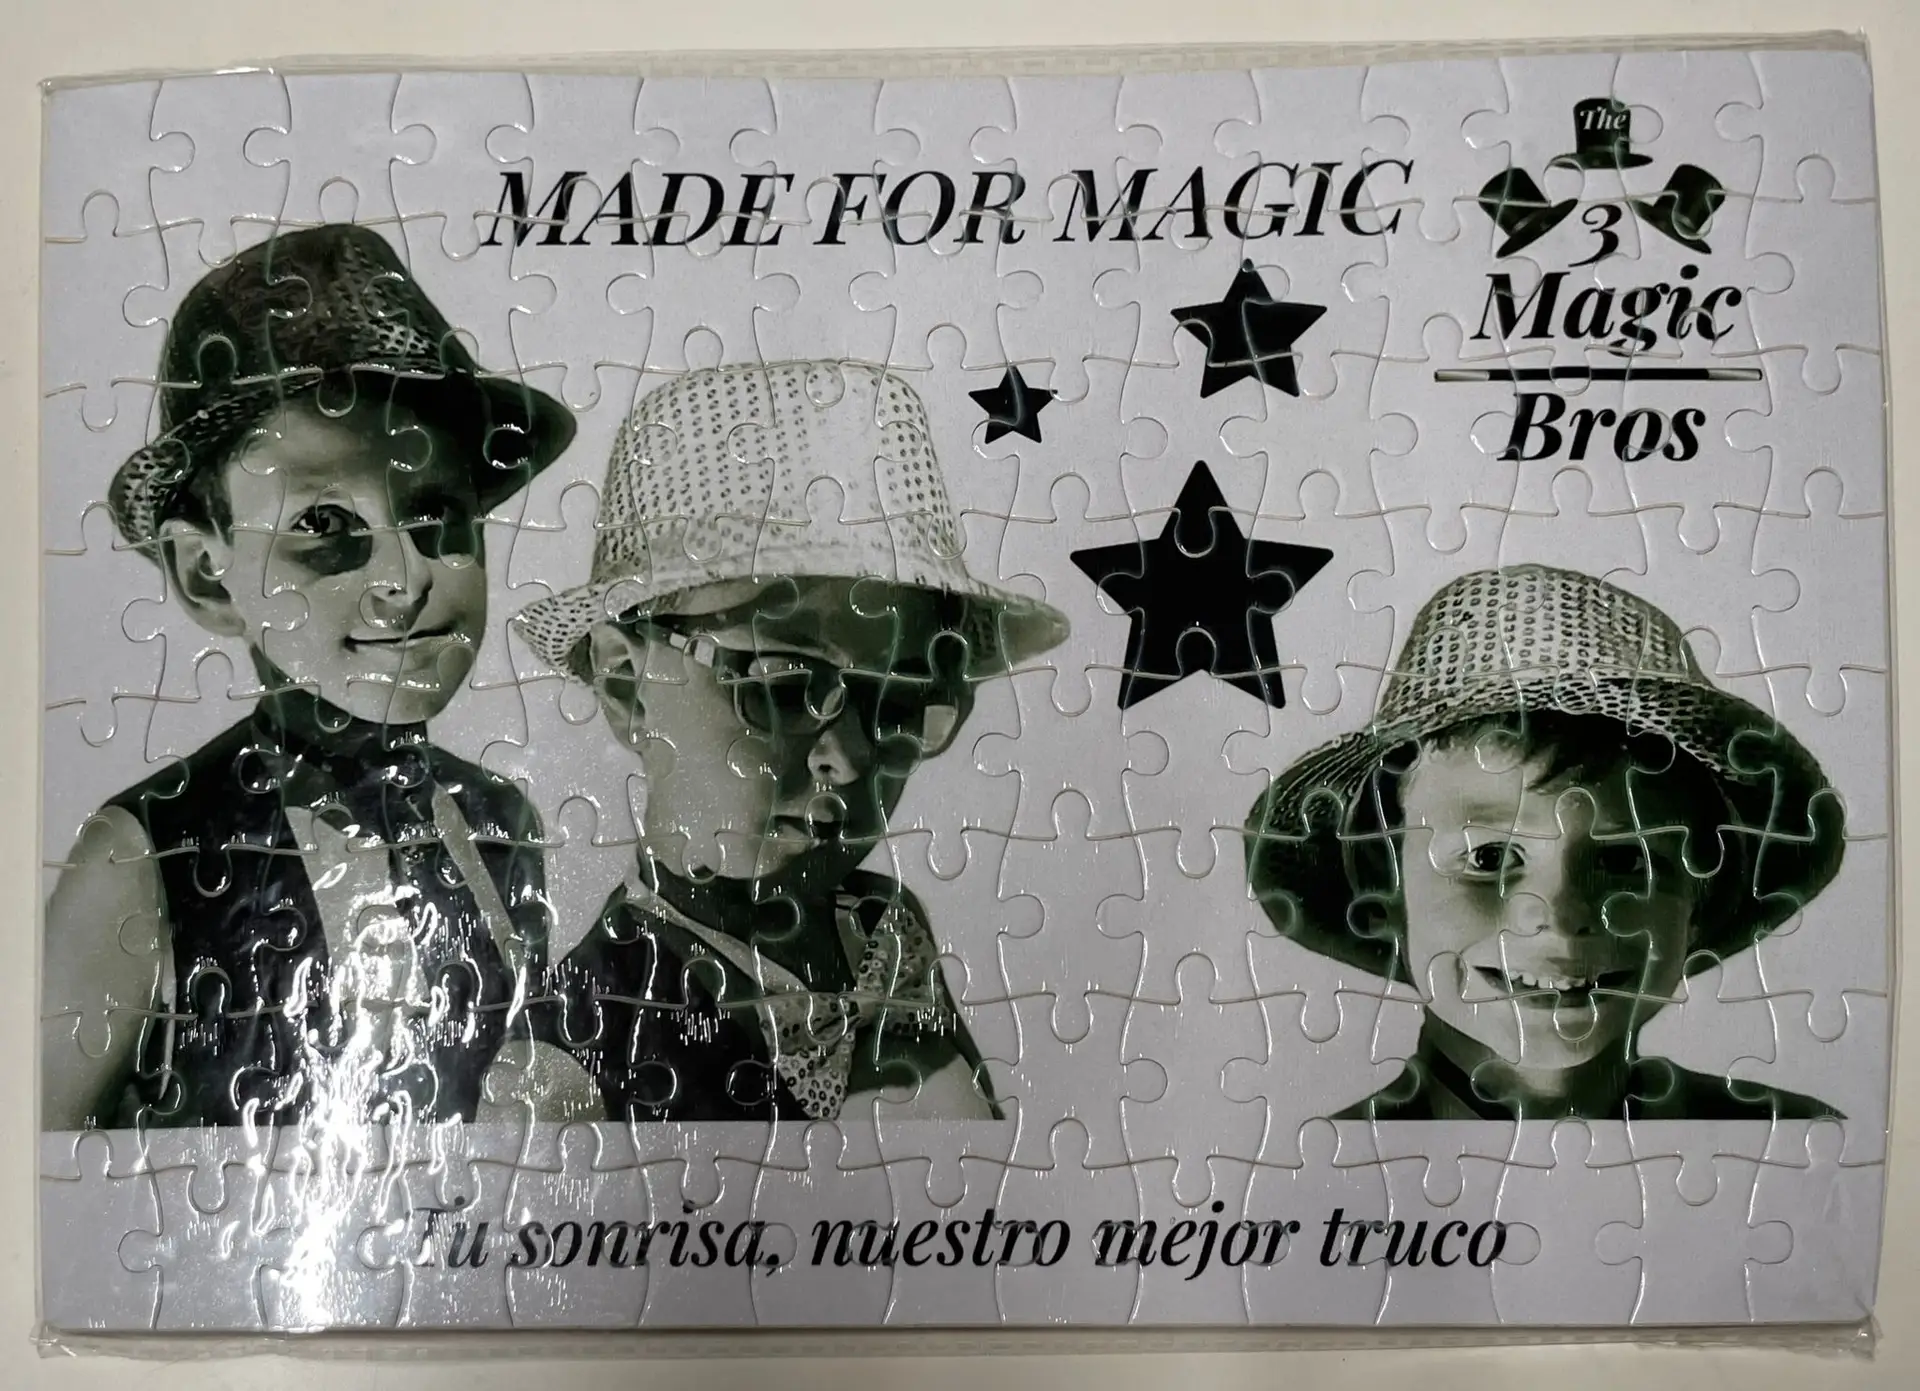 MADE FOR MAGIC
The
3
Magic
Bros
Tu sonrisa, nuestro mejor truco